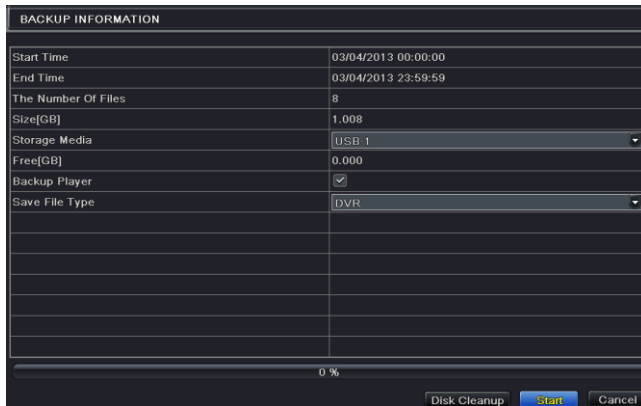 BACKUP INFORMATION
Start Time 03/04/2013 00:00:00
End Time 03/04/2013 23:59:59
The Number Of Files 8
Size[GB] 1.008
Storage Media USB-1
Free[GB] 0.000
Backup Player
Save File Type DVR
0 %
Disk Cleanup Start Cancel